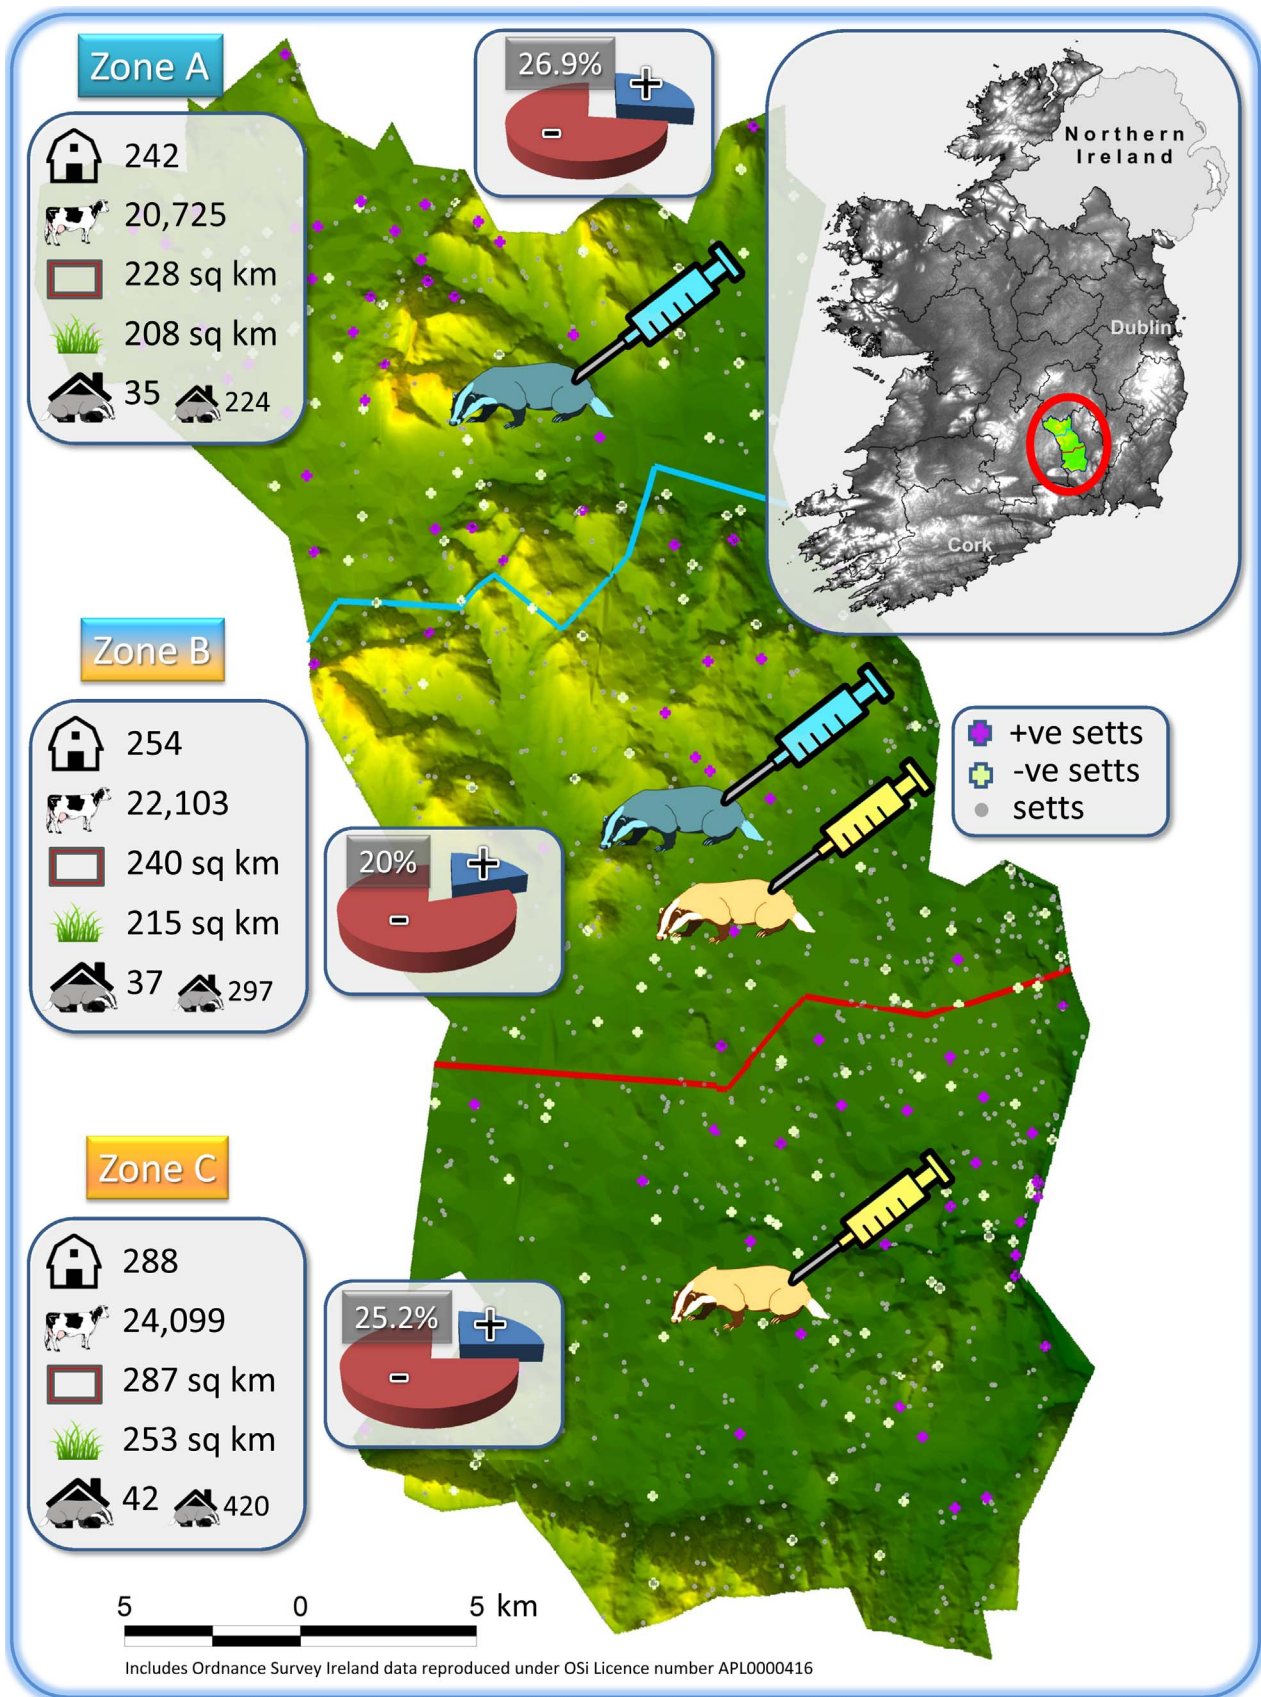 Zone A
242
20,725
228 sq km
208 sq km
35 224
26.9%
+
-
Northern
Ireland
Dublin
Cork
Zone B
254
22,103
240 sq km
215 sq km
37 297
20%
+
-
+ve setts
-ve setts
setts
Zone C
288
24,099
287 sq km
253 sq km
42 420
25.2%
+
-
5 0 5 km
Includes Ordnance Survey Ireland data reproduced under OSi Licence number APL0000416